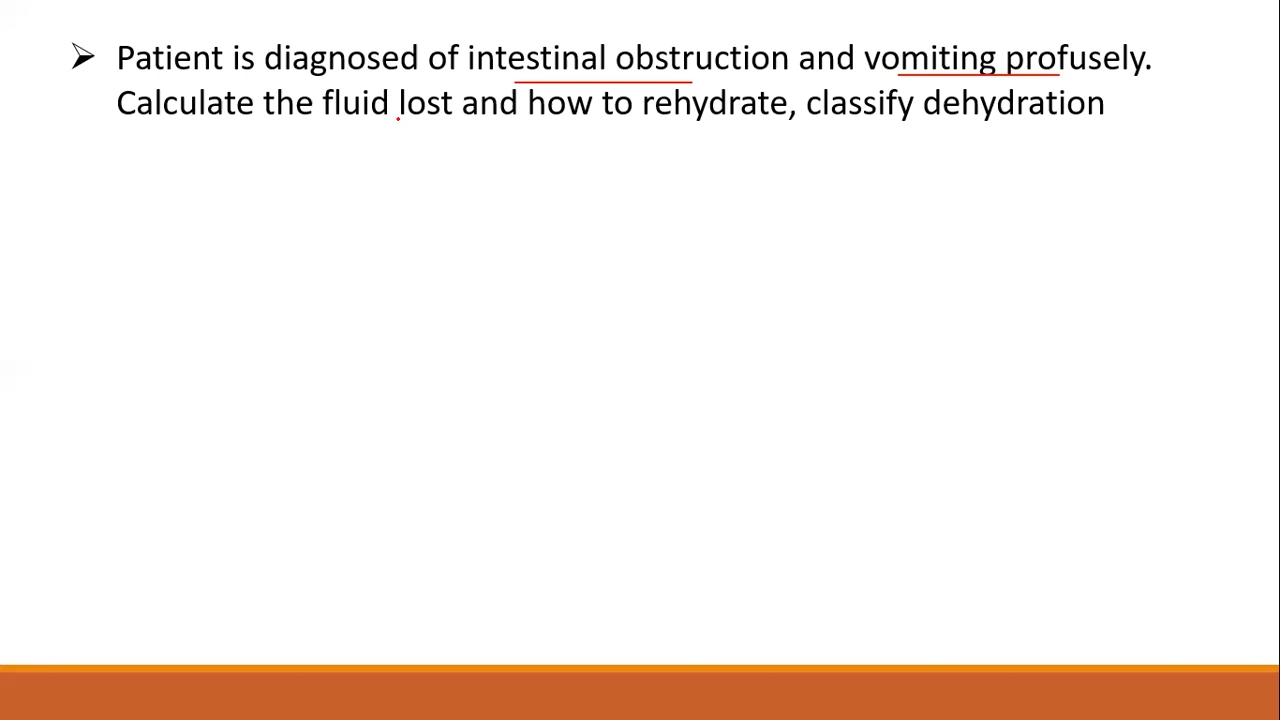 ➢ Patient is diagnosed of intestinal obstruction and vomiting profusely.
Calculate the fluid lost and how to rehydrate, classify dehydration